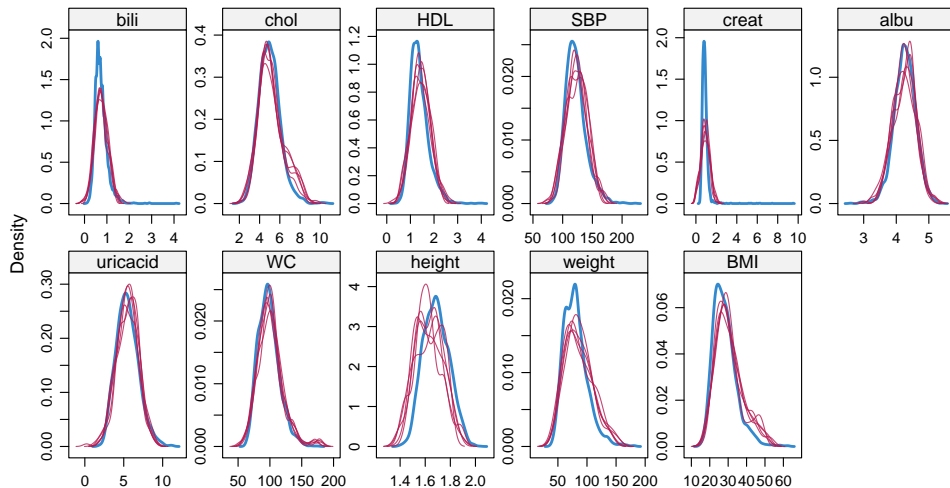 bili chol HDL SBP creat albu
0.0 0.5 1.0 1.5 2.0
0.0 0.1 0.2 0.3 0.4
0.0 0.2 0.4 0.6 0.8 1.0 1.2
0.000 0.010 0.020
0.0 0.5 1.0 1.5 2.0
0.0 0.5 1.0
0 1 2 3 4
2 4 6 8 10
0 1 2 3 4
50 100 150 200
0 2 4 6 8 10
3 4 5
Density
uricacid WC height weight BMI
0.00 0.05 0.10 0.15 0.20 0.25 0.30
0.000 0.010 0.020
0 1 2 3 4
0.000 0.010 0.020
0.00 0.02 0.04 0.06
0 5 10
50 100 150 200
1.4 1.6 1.8 2.0
0 50 100 150 200
10 20 30 40 50 60